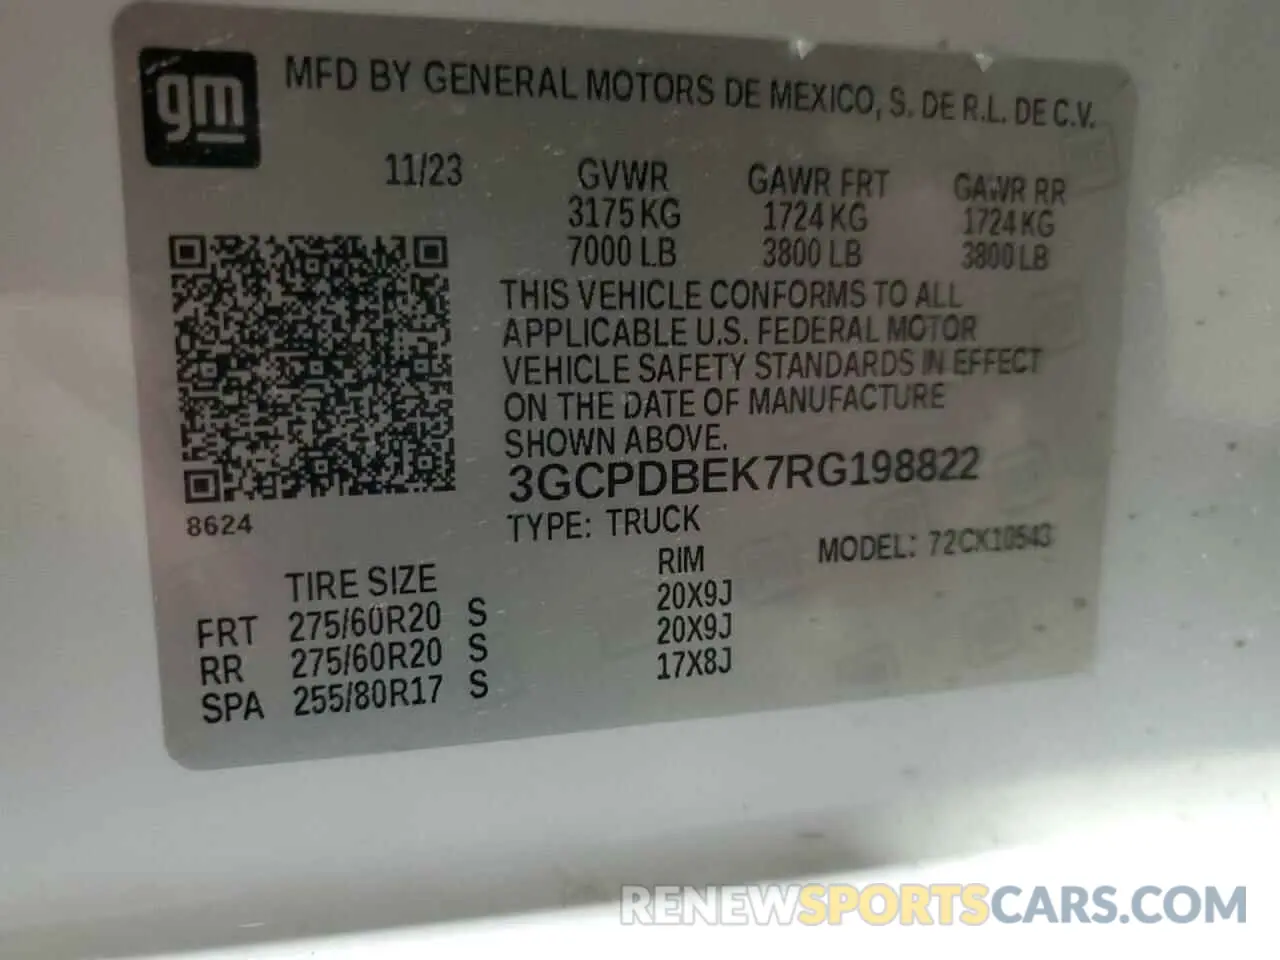 gm
MFD BY GENERAL MOTORS DE MEXICO, S. DE R.L. DE C.V.
11/23 GVWR GAWR FRT GAWR RR
3175 KG 1724 KG 1724 KG
7000 LB 3800 LB 3800 LB
THIS VEHICLE CONFORMS TO ALL
APPLICABLE U.S. FEDERAL MOTOR
VEHICLE SAFETY STANDARDS IN EFFECT
ON THE DATE OF MANUFACTURE
SHOWN ABOVE.
3GCPDBEK7RG198822
8624
TYPE: TRUCK
MODEL: 72CK10543
TIRE SIZE RIM
FRT 275/60R20 S 20X9J
RR 275/60R20 S 20X9J
SPA 255/80R17 S 17X8J
RENEWSPORTSCARS.COM